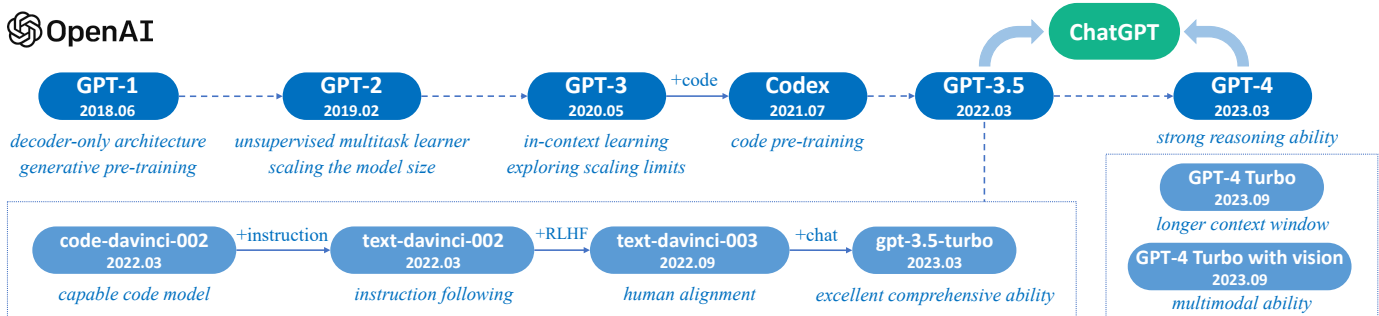 OpenAI
ChatGPT
GPT-1
2018.06
GPT-2
2019.02
GPT-3
2020.05
+code
Codex
2021.07
GPT-3.5
2022.03
GPT-4
2023.03
decoder-only architecture
generative pre-training
unsupervised multitask learner
scaling the model size
in-context learning
exploring scaling limits
code pre-training
strong reasoning ability
GPT-4 Turbo
2023.09
longer context window
GPT-4 Turbo with vision
2023.09
multimodal ability
code-davinci-002
2022.03
+instruction
text-davinci-002
2022.03
+RLHF
text-davinci-003
2022.09
+chat
gpt-3.5-turbo
2023.03
capable code model
instruction following
human alignment
excellent comprehensive ability